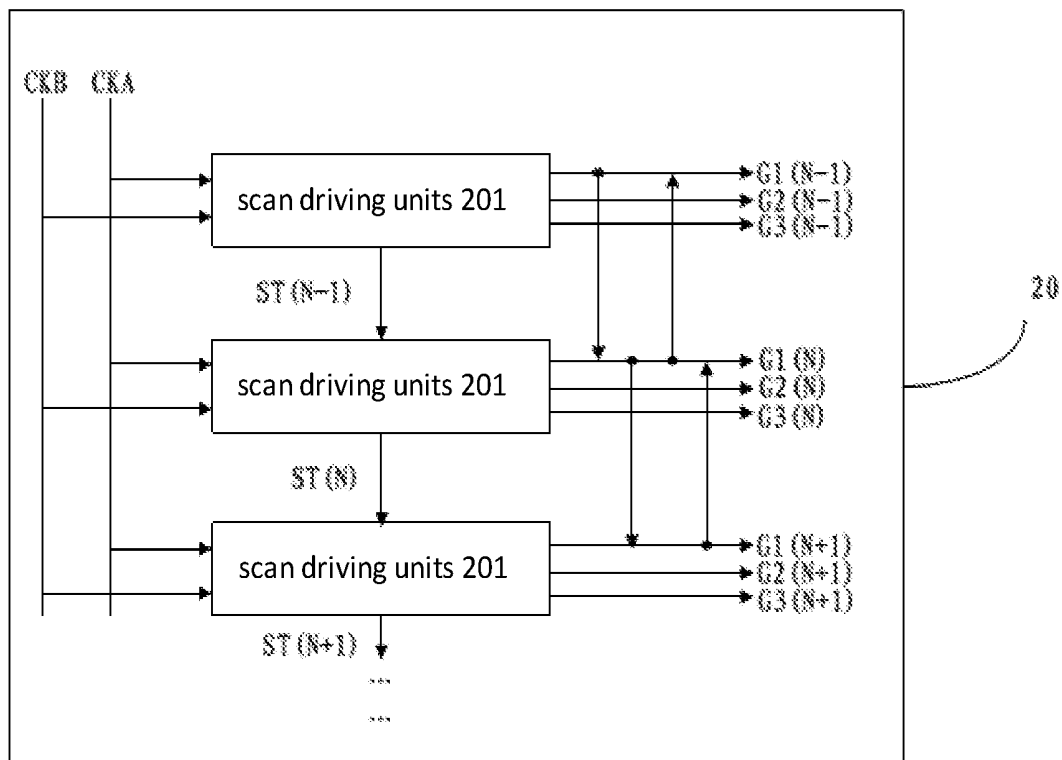 CKB CKA
scan driving units 201
G1(N-1)
G2(N-1)
G3(N-1)
ST(N-1)
20
scan driving units 201
G1(N)
G2(N)
G3(N)
ST(N)
scan driving units 201
G1(N+1)
G2(N+1)
G3(N+1)
ST(N+1)
...
...